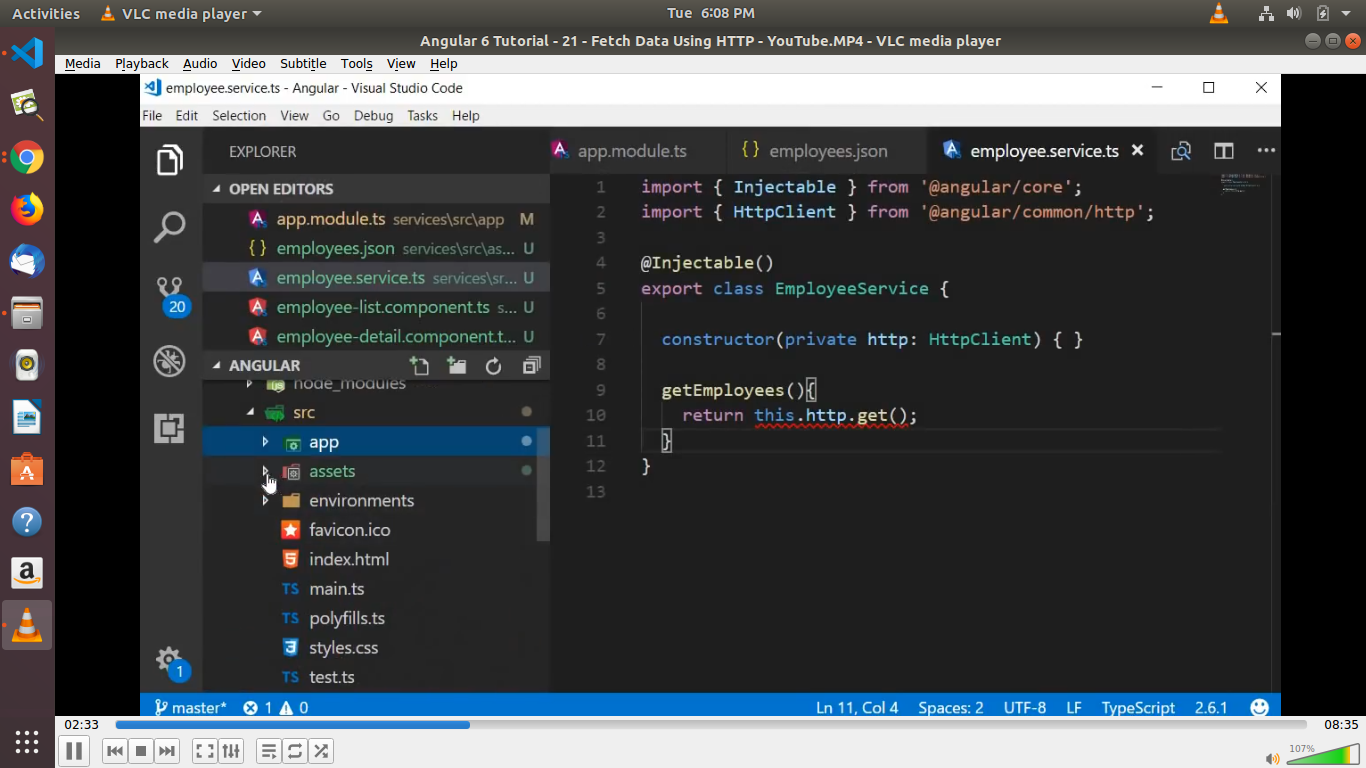 Activities VLC media player Tue 6:08 PM
Angular 6 Tutorial - 21 - Fetch Data Using HTTP - YouTube.MP4 - VLC media player
Media Playback Audio Video Subtitle Tools View Help
employee.service.ts - Angular - Visual Studio Code
File Edit Selection View Go Debug Tasks Help
EXPLORER
OPEN EDITORS
app.module.ts services\src\app M
employees.json services\src\as... U
employee.service.ts services\sr... U
employee-list.component.ts s... U
employee-detail.component.t... U
20
ANGULAR
node_modules
src
app
assets
environments
favicon.ico
index.html
TS main.ts
TS polyfills.ts
styles.css
TS test.ts
1
app.module.ts employees.json employee.service.ts
1 import { Injectable } from '@angular/core';
2 import { HttpClient } from '@angular/common/http';
3
4 @Injectable()
5 export class EmployeeService {
6
7 constructor(private http: HttpClient) { }
8
9 getEmployees(){
10 return this.http.get();
11 }
12 }
13
master* 1 0 Ln 11, Col 4 Spaces: 2 UTF-8 LF TypeScript 2.6.1
02:33 08:35
107%